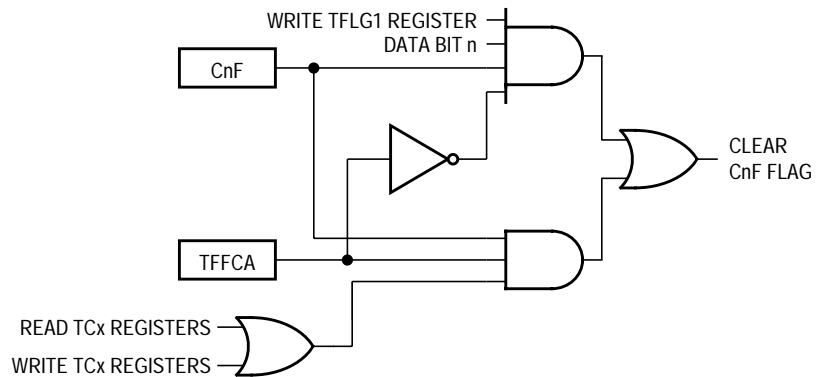 WRITE TFLG1 REGISTER
DATA BIT n
CnF
CLEAR
CnF FLAG
TFFCA
READ TCx REGISTERS
WRITE TCx REGISTERS